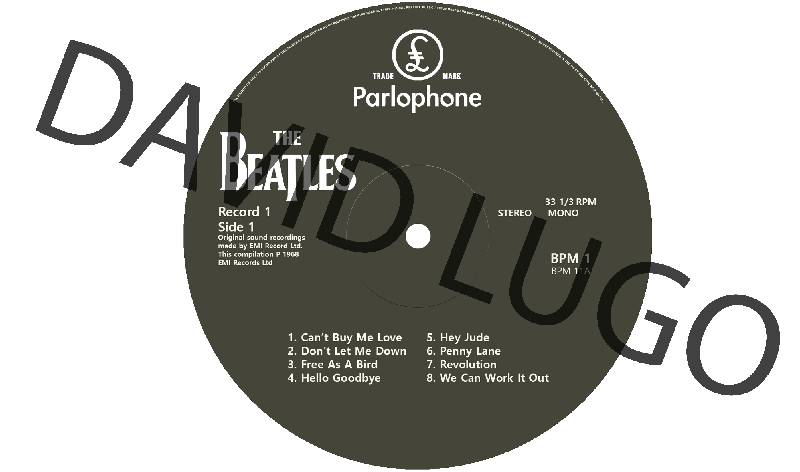 £
TRADE MARK
Parlophone
THE
BEATLES
Record 1
Side 1
Original sound recordings
made by EMI Record Ltd.
This compilation P 1968
EMI Records Ltd
33 1/3 RPM
STEREO MONO
BPM 1
BPM 11A
1. Can't Buy Me Love
2. Don't Let Me Down
3. Free As A Bird
4. Hello Goodbye
5. Hey Jude
6. Penny Lane
7. Revolution
8. We Can Work It Out
DAVID LUGO